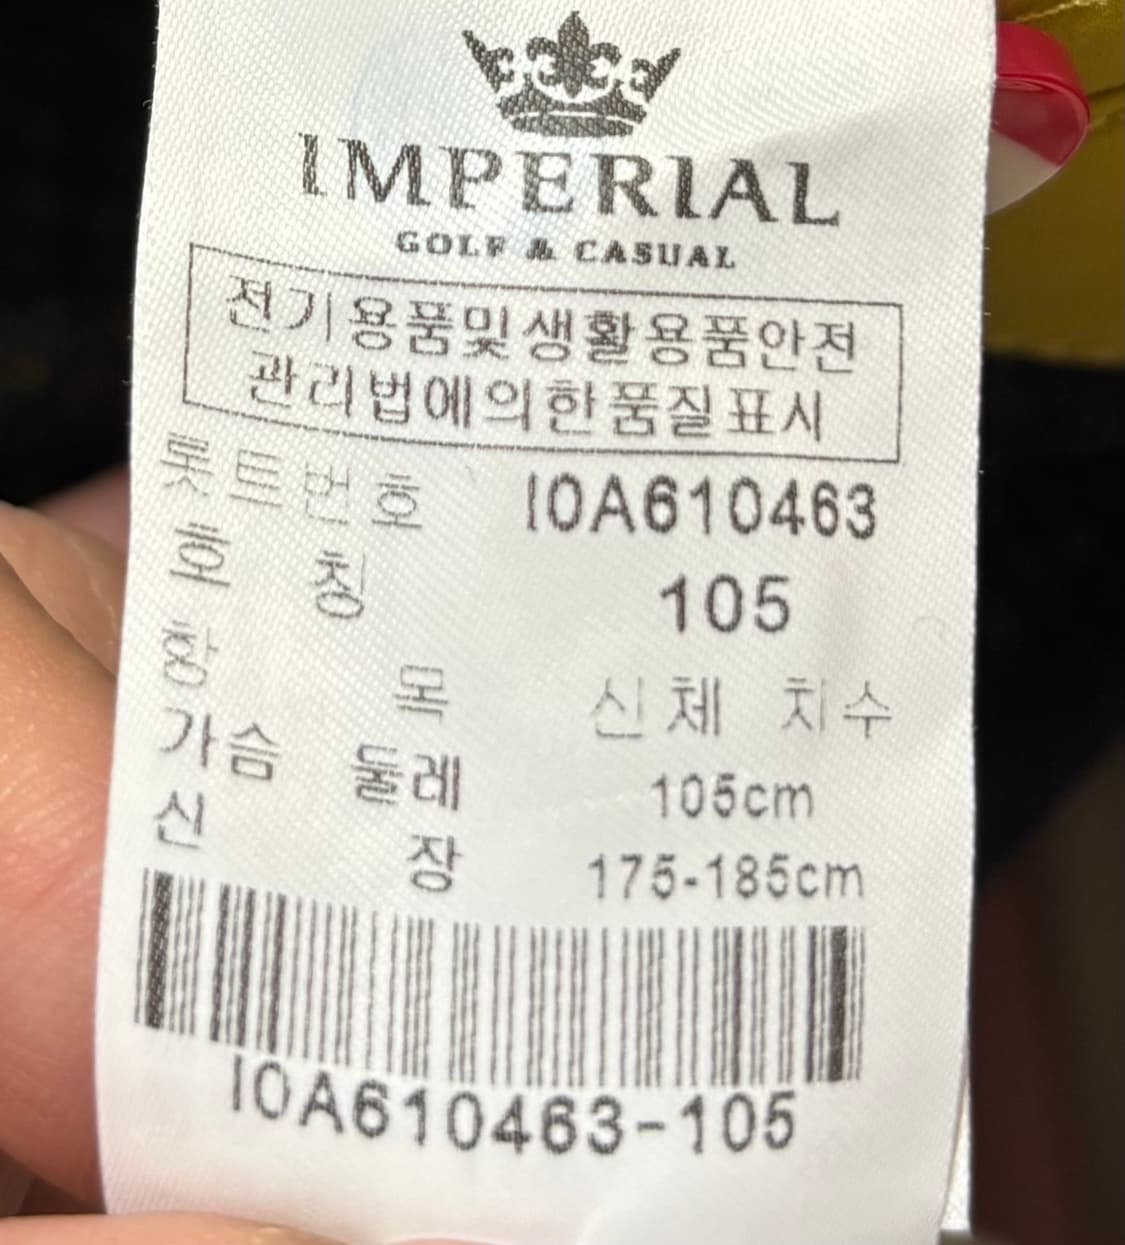 IMPERIAL
GOLF & CASUAL
전기용품및생활용품안전
관리법에의한품질표시
롯트번호 IOA610463
호 칭 105
항 목 신체 치수
가슴 둘레 105cm
신 장 175-185cm
IOA610463-105